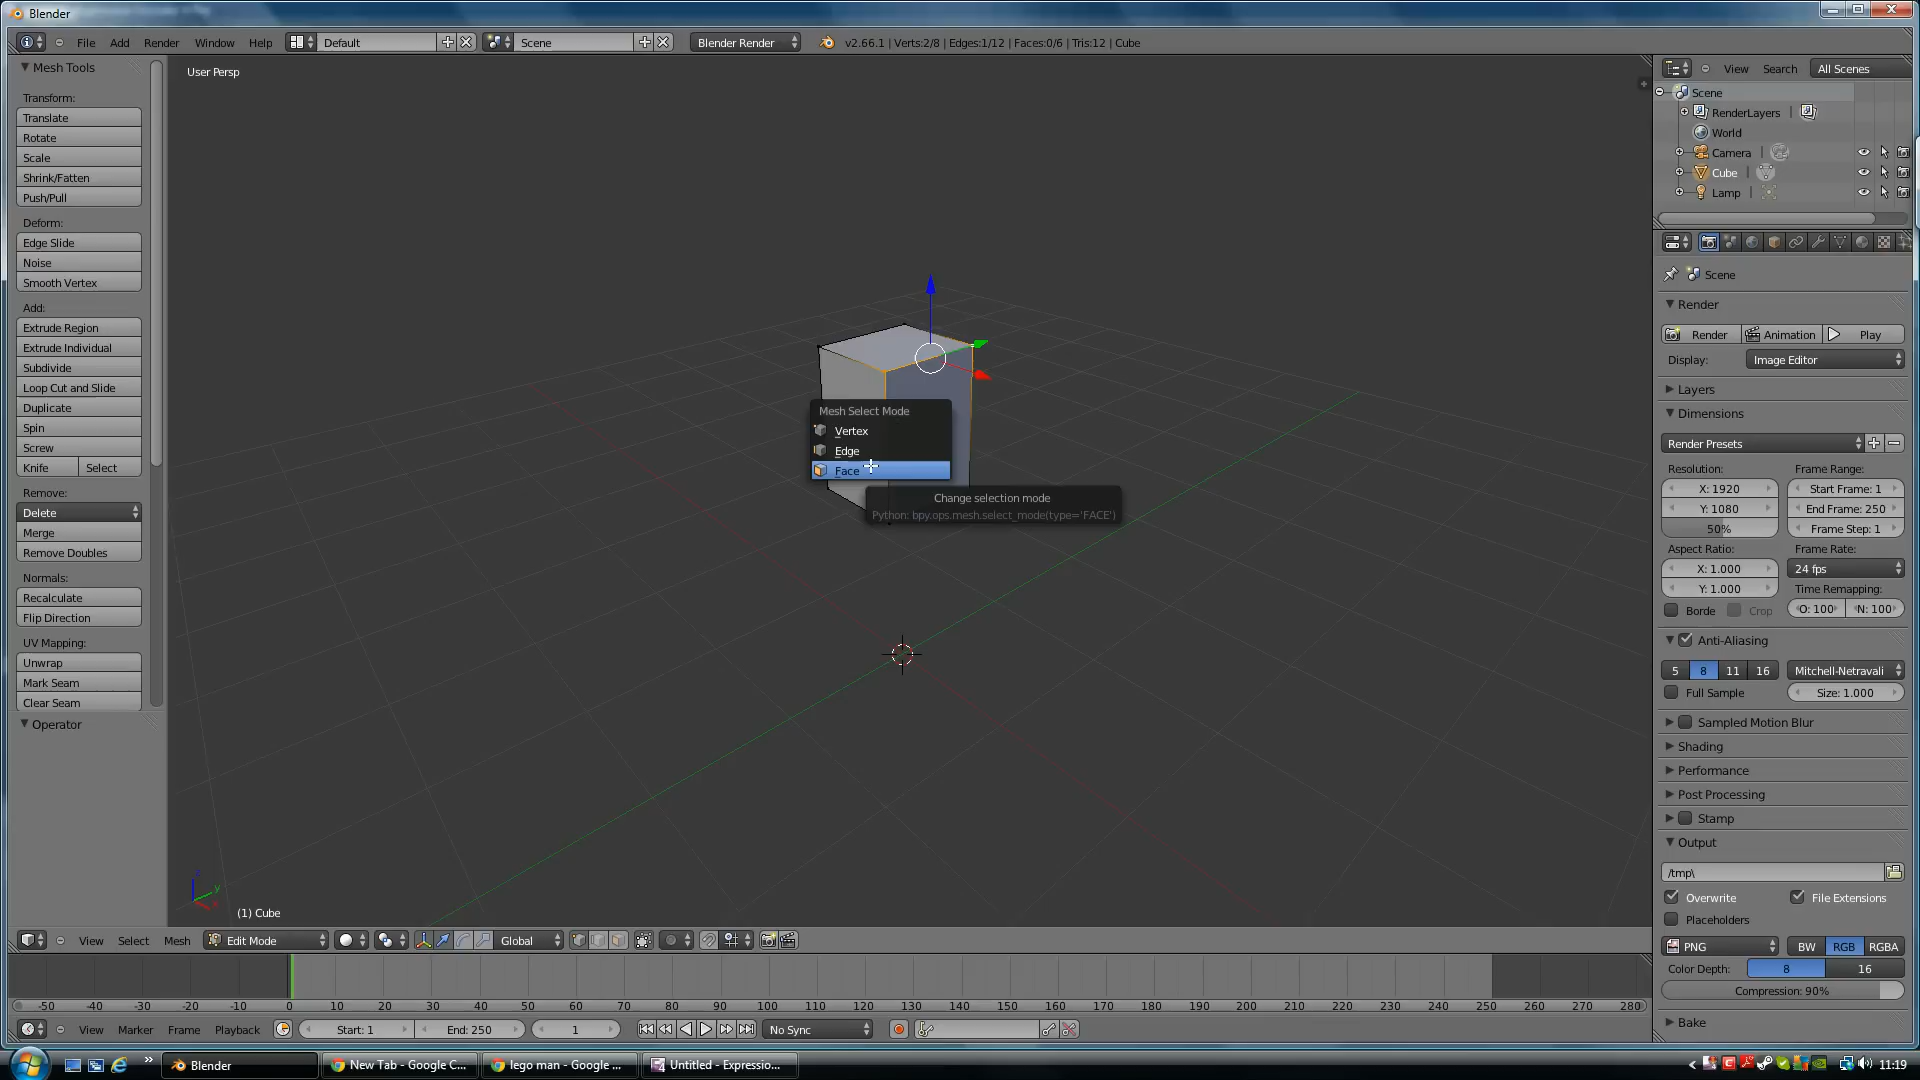 Blender
File Add Render Window Help Default Scene Blender Render v2.66.1 | Verts:2/8 | Edges:1/12 | Faces:0/6 | Tris:12 | Cube
Mesh Tools
Transform:
Translate
Rotate
Scale
Shrink/Fatten
Push/Pull
Deform:
Edge Slide
Noise
Smooth Vertex
Add:
Extrude Region
Extrude Individual
Subdivide
Loop Cut and Slide
Duplicate
Spin
Screw
Knife Select
Remove:
Delete
Merge
Remove Doubles
Normals:
Recalculate
Flip Direction
UV Mapping:
Unwrap
Mark Seam
Clear Seam
Operator
User Persp
Mesh Select Mode
Vertex
Edge
Face
Change selection mode
Python: bpy.ops.mesh.select_mode(type='FACE')
z
y
x
(1) Cube
View Search All Scenes
Scene
RenderLayers |
World
Camera |
Cube |
Lamp |
Scene
Render
Render Animation Play
Display: Image Editor
Layers
Dimensions
Render Presets
Resolution: Frame Range:
X: 1920 Start Frame: 1
Y: 1080 End Frame: 250
50% Frame Step: 1
Aspect Ratio: Frame Rate:
X: 1.000 24 fps
Y: 1.000 Time Remapping:
Borde Crop O: 100 N: 100
Anti-Aliasing
5 8 11 16 Mitchell-Netravali
Full Sample Size: 1.000
Sampled Motion Blur
Shading
Performance
Post Processing
Stamp
Output
/tmp\
Overwrite File Extensions
Placeholders
PNG BW RGB RGBA
Color Depth: 8 16
Compression: 90%
Bake
View Select Mesh Edit Mode Global
-50 -40 -30 -20 -10 0 10 20 30 40 50 60 70 80 90 100 110 120 130 140 150 160 170 180 190 200 210 220 230 240 250 260 270 280
View Marker Frame Playback Start: 1 End: 250 1 No Sync
Blender New Tab - Google C... lego man - Google ... Untitled - Expressio... 11:19